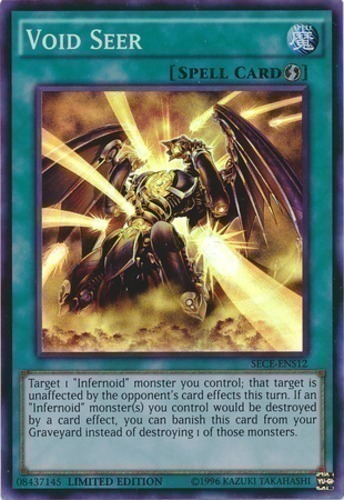 VOID SEER
魔
[SPELL CARD]
SECE-ENS12
Target 1 "Infernoid" monster you control; that target is
unaffected by the opponent's card effects this turn. If an
"Infernoid" monster(s) you control would be destroyed
by a card effect, you can banish this card from your
Graveyard instead of destroying 1 of those monsters.
08437145 LIMITED EDITION ©1996 KAZUKI TAKAHASHI